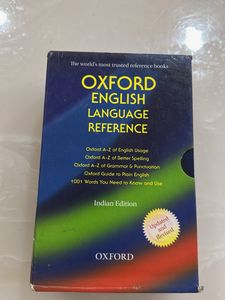 The world's most trusted reference books
OXFORD
ENGLISH
LANGUAGE
REFERENCE
Oxford A-Z of English Usage
Oxford A-Z of Better Spelling
Oxford A-Z of Grammar & Punctuation
Oxford Guide to Plain English
1001 Words You Need to Know and Use
Indian Edition
Updated
and
Revised
OXFORD